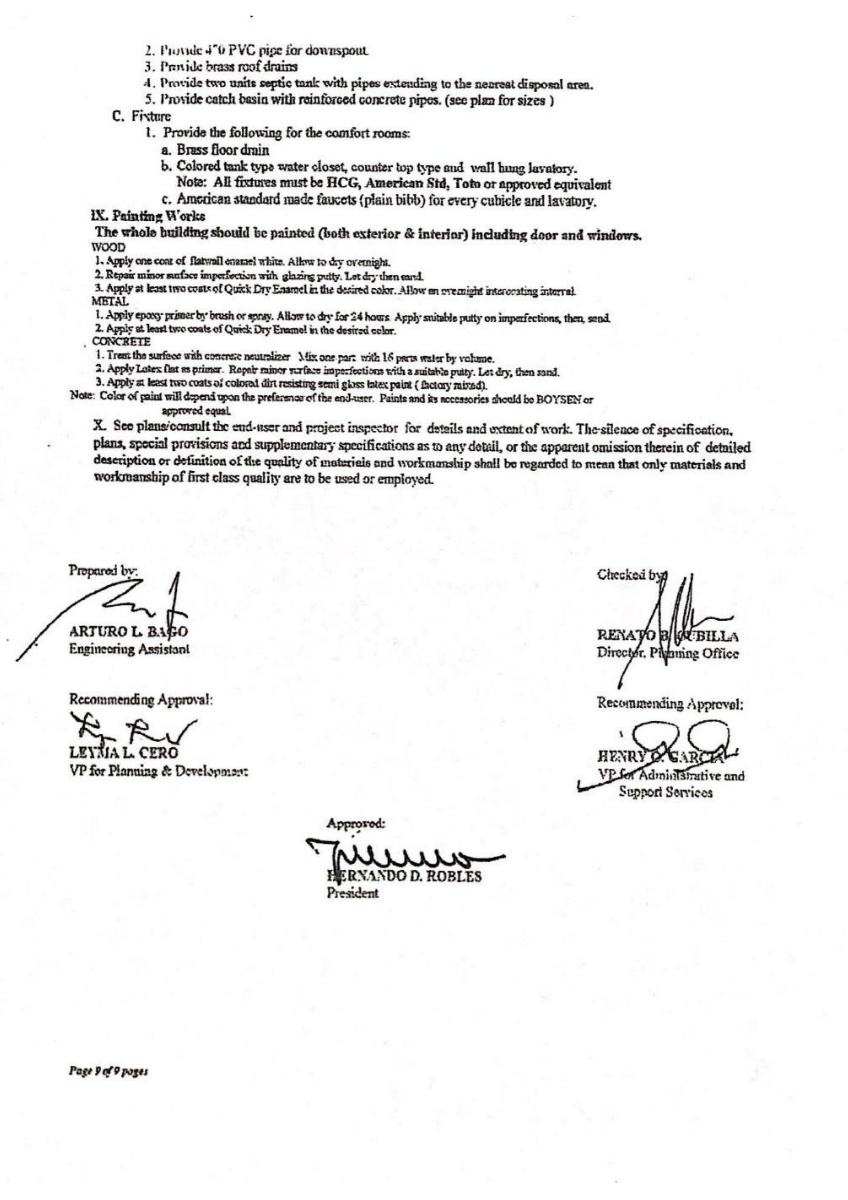 2. Provide 4"0 PVC pipe for downspout
3. Provide brass roof drains
4. Provide two units septic tank with pipes extending to the nearest disposal area.
5. Provide catch basin with reinforced concrete pipes. (see plan for sizes )
C. Fixture
1. Provide the following for the comfort rooms:
a. Brass floor drain
b. Colored tank type water closet, counter top type and wall hung lavatory.
Note: All fixtures must be HCG, American Std, Toto or approved equivalent
c. American standard made faucets (plain bibb) for every cubicle and lavatory.
IX. Painting Works
The whole building should be painted (both exterior & interior) including door and windows.
WOOD
1. Apply one coat of flatwall enamel white. Allow to dry overnight.
2. Repair minor surface imperfection with glazing putty. Let dry then sand.
3. Apply at least two coats of Quick Dry Enamel in the desired color. Allow an overnight intercoating interval.
METAL
1. Apply epoxy primer by brush or spray. Allow to dry for 24 hours. Apply suitable putty on imperfections, then, sand.
2. Apply at least two coats of Quick Dry Enamel in the desired color.
CONCRETE
1. Treat the surface with concrete neutralizer Mix one part with 16 parts water by volume.
2. Apply Latex flat as primer. Repair minor surface imperfections with a suitable putty. Let dry, then sand.
3. Apply at least two coats of colored dirt resisting semi gloss latex paint ( factory mixed).
Note: Color of paint will depend upon the preference of the end-user. Paints and its accessories should be BOYSEN or
approved equal.
X. See plans/consult the end-user and project inspector for details and extent of work. The silence of specification,
plans, special provisions and supplementary specifications as to any detail, or the apparent omission therein of detailed
description or definition of the quality of materials and workmanship shall be regarded to mean that only materials and
workmanship of first class quality are to be used or employed.
Prepared by:
ARTURO L. BAGO
Engineering Assistant
Checked by:
RENATO B.
Director, Planning Office
Recommending Approval:
LEYMA L. CERO
VP for Planning & Development
Recommending Approval:
HENRY O. GARCIA
VP for Administrative and
Support Services
Approved:
HERNANDO D. ROBLES
President
Page 9 of 9 pages